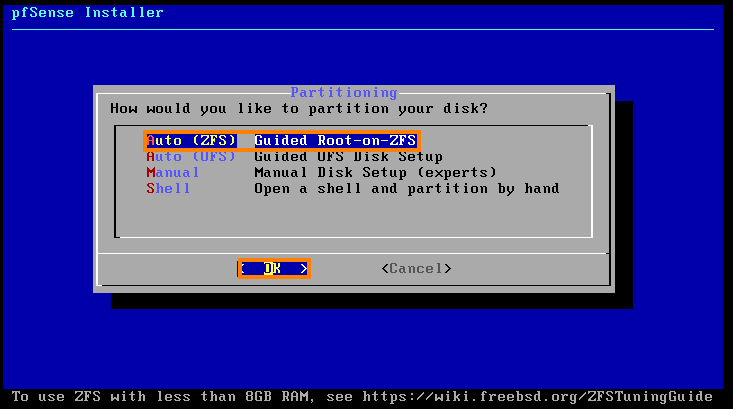 pfSense Installer
Partitioning
How would you like to partition your disk?
Auto (ZFS) Guided Root-on-ZFS
Auto (UFS) Guided UFS Disk Setup
Manual Manual Disk Setup (experts)
Shell Open a shell and partition by hand
< OK > <Cancel>
To use ZFS with less than 8GB RAM, see https://wiki.freebsd.org/ZFSTuningGuide